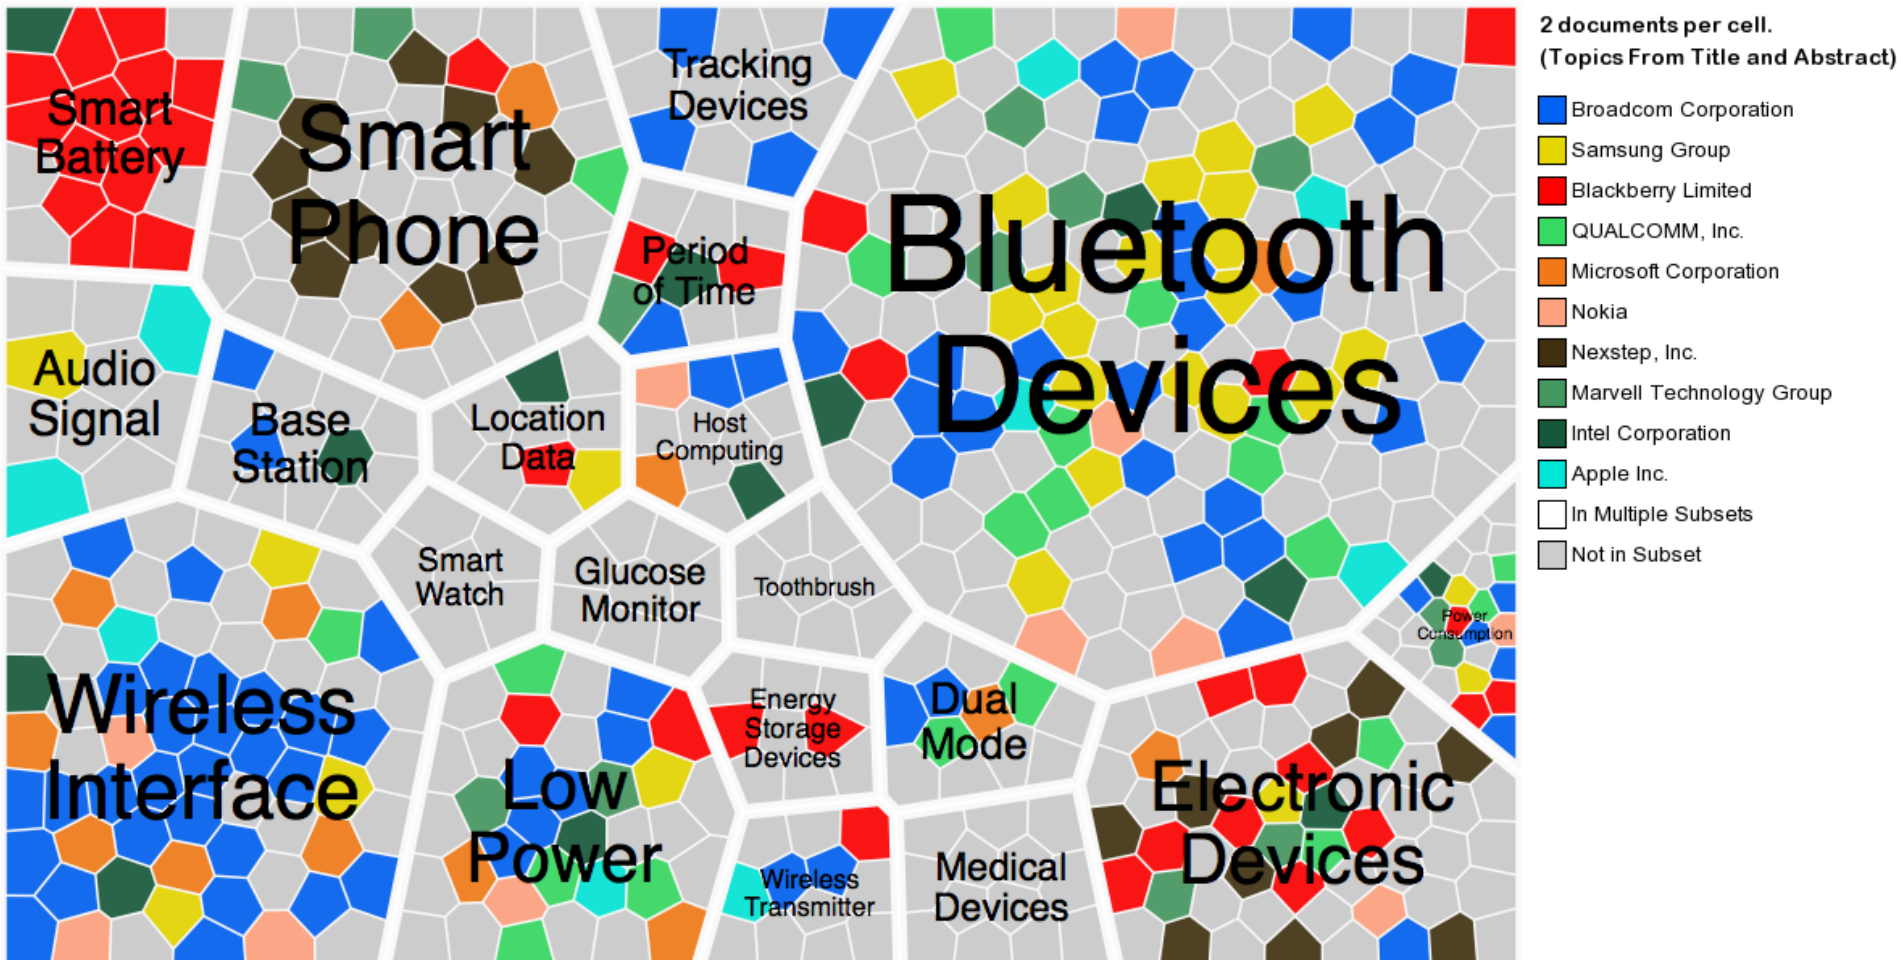 2 documents per cell.
(Topics From Title and Abstract)
Broadcom Corporation
Samsung Group
Blackberry Limited
QUALCOMM, Inc.
Microsoft Corporation
Nokia
Nexstep, Inc.
Marvell Technology Group
Intel Corporation
Apple Inc.
In Multiple Subsets
Not in Subset
Smart
Battery
Smart
Phone
Tracking
Devices
Bluetooth
Devices
Period
of Time
Audio
Signal
Base
Station
Location
Data
Host
Computing
Smart
Watch
Glucose
Monitor
Toothbrush
Power
Consumption
Wireless
Interface
Low
Power
Energy
Storage
Devices
Dual
Mode
Electronic
Devices
Wireless
Transmitter
Medical
Devices